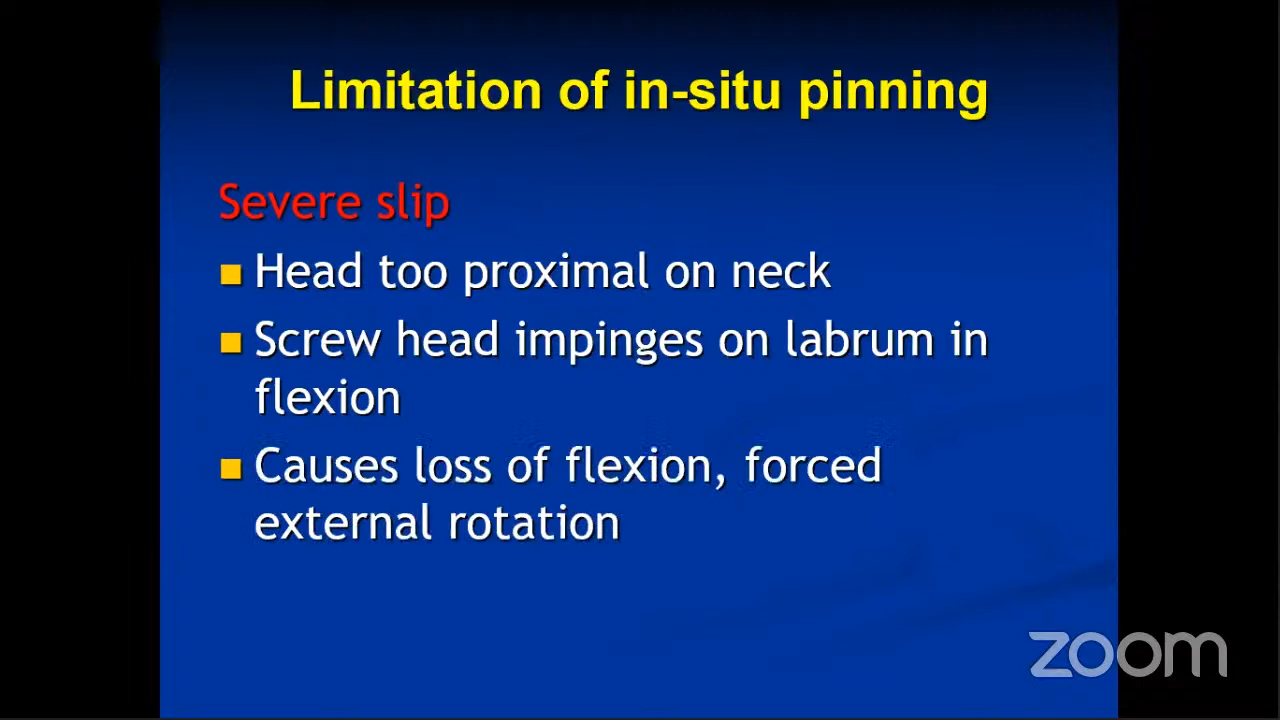 Limitation of in-situ pinning
Severe slip
Head too proximal on neck
Screw head impinges on labrum in
flexion
Causes loss of flexion, forced
external rotation
zoom